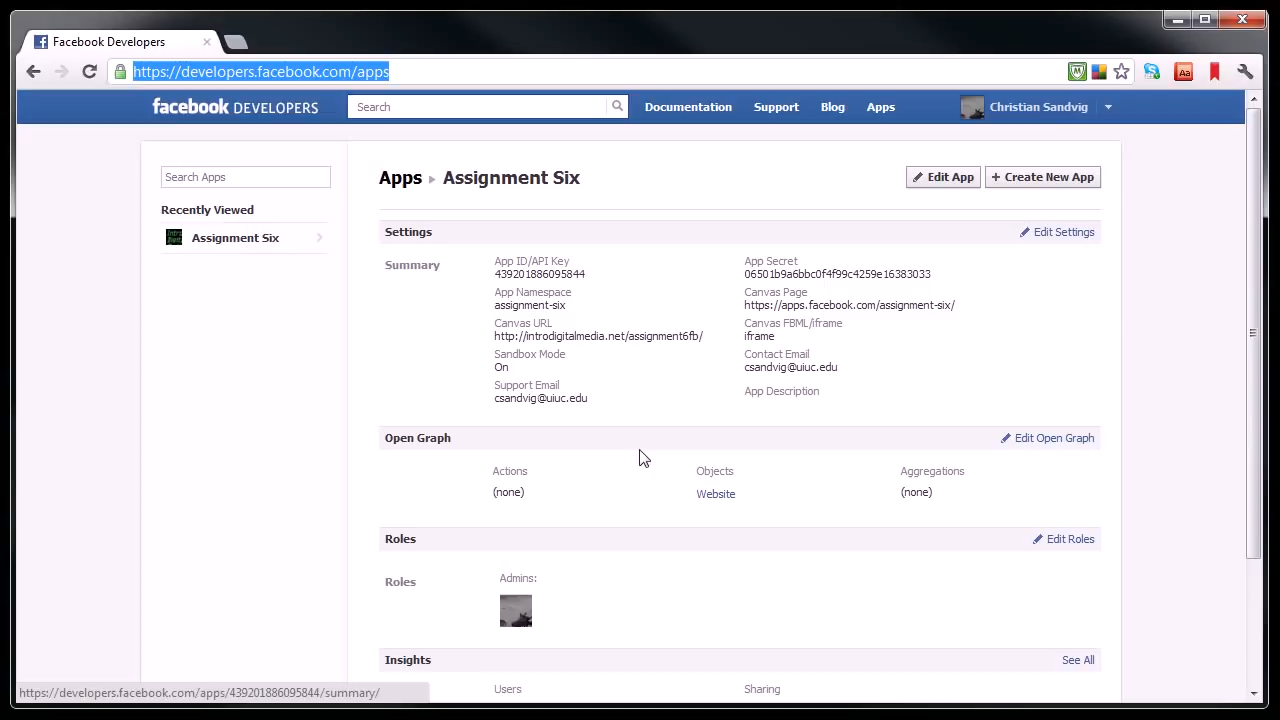 Facebook Developers
https://developers.facebook.com/apps
facebook DEVELOPERS
Search
Documentation
Support
Blog
Apps
Christian Sandvig
Search Apps
Recently Viewed
Assignment Six
Apps ▸ Assignment Six
Edit App
+ Create New App
Settings
Edit Settings
Summary
App ID/API Key
439201886095844
App Secret
06501b9a6bbc0f4f99c4259e16383033
App Namespace
assignment-six
Canvas Page
https://apps.facebook.com/assignment-six/
Canvas URL
http://introdigitalmedia.net/assignment6fb/
Canvas FBML/iframe
iframe
Sandbox Mode
On
Contact Email
csandvig@uiuc.edu
Support Email
csandvig@uiuc.edu
App Description
Open Graph
Edit Open Graph
Actions
(none)
Objects
Website
Aggregations
(none)
Roles
Edit Roles
Roles
Admins:
Insights
See All
Users
Sharing
https://developers.facebook.com/apps/439201886095844/summary/